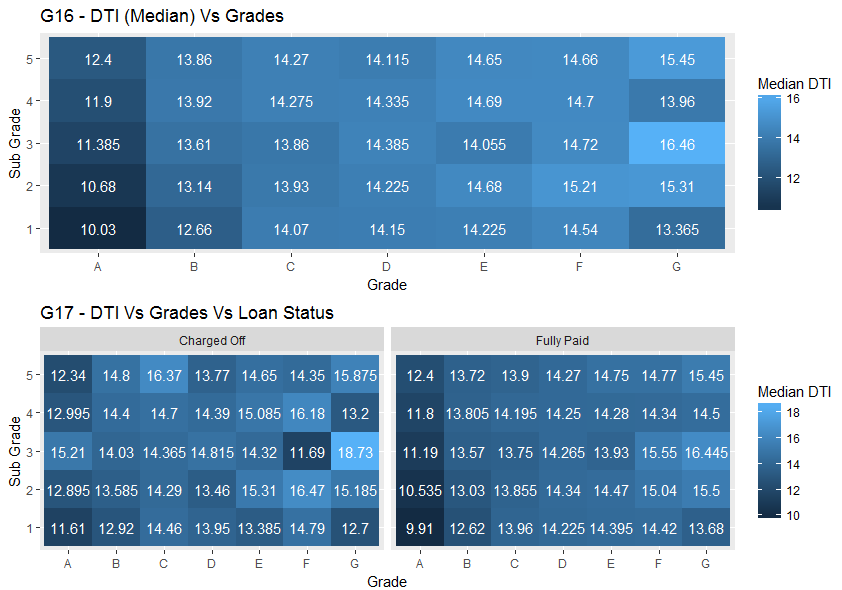 G16 - DTI (Median) Vs Grades
5 12.4 13.86 14.27 14.115 14.65 14.66 15.45
4 11.9 13.92 14.275 14.335 14.69 14.7 13.96
3 11.385 13.61 13.86 14.385 14.055 14.72 16.46
2 10.68 13.14 13.93 14.225 14.68 15.21 15.31
1 10.03 12.66 14.07 14.15 14.225 14.54 13.365
A B C D E F G
Grade
Sub Grade
Median DTI
16
14
12
G17 - DTI Vs Grades Vs Loan Status
Charged Off Fully Paid
5 12.34 14.8 16.37 13.77 14.65 14.35 15.875 12.4 13.72 13.9 14.27 14.75 14.77 15.45
4 12.995 14.4 14.7 14.39 15.085 16.18 13.2 11.8 13.805 14.195 14.25 14.28 14.34 14.5
3 15.21 14.03 14.365 14.815 14.32 11.69 18.73 11.19 13.57 13.75 14.265 13.93 15.55 16.445
2 12.895 13.585 14.29 13.46 15.31 16.47 15.185 10.535 13.03 13.855 14.34 14.47 15.04 15.5
1 11.61 12.92 14.46 13.95 13.385 14.79 12.7 9.91 12.62 13.96 14.225 14.395 14.42 13.68
A B C D E F G A B C D E F G
Grade
Sub Grade
Median DTI
18
16
14
12
10